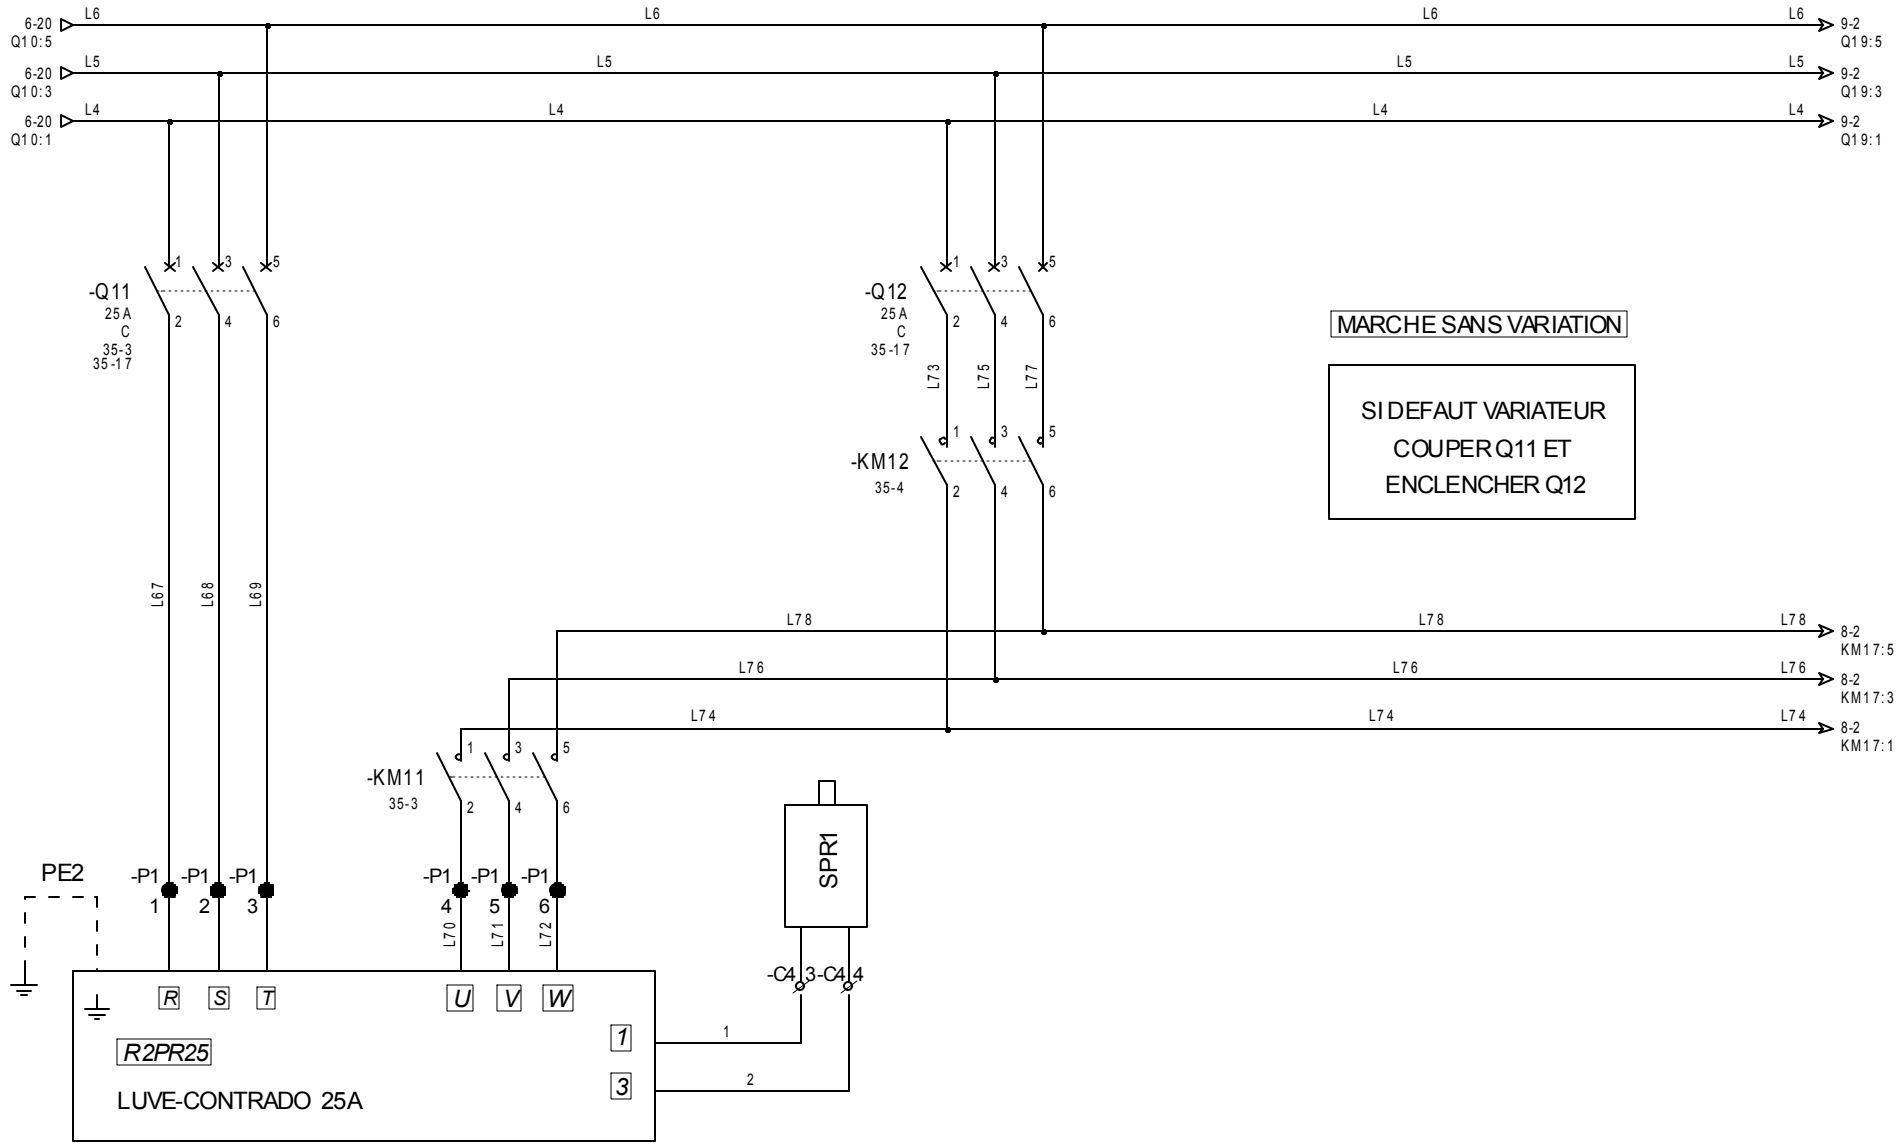 6-20 L6 L6 L6 L6 9-2
Q10:5 Q19:5
6-20 L5 L5 L5 L5 9-2
Q10:3 Q19:3
6-20 L4 L4 L4 L4 9-2
Q10:1 Q19:1
1 3 5
-Q11
25A
C
35-3
35-17
2 4 6
1 3 5
-Q12
25A
C
35-17
2 4 6
MARCHE SANS VARIATION
L73 L75 L77
SI DEFAUT VARIATEUR
COUPER Q11 ET
ENCLENCHER Q12
1 3 5
-KM12
35-4
2 4 6
L67 L68 L69
L78 L78 L78 8-2
KM17:5
L76 L76 L76 8-2
KM17:3
L74 L74 L74 8-2
KM17:1
1 3 5
-KM11
35-3
2 4 6
SPR1
PE2
-P1 -P1 -P1 -P1 -P1 -P1
1 2 3 4 5 6
L70 L71 L72
-C4 3 -C4 4
R S T U V W
1 1
R2PR25
3 2
LUVE-CONTRADO 25A